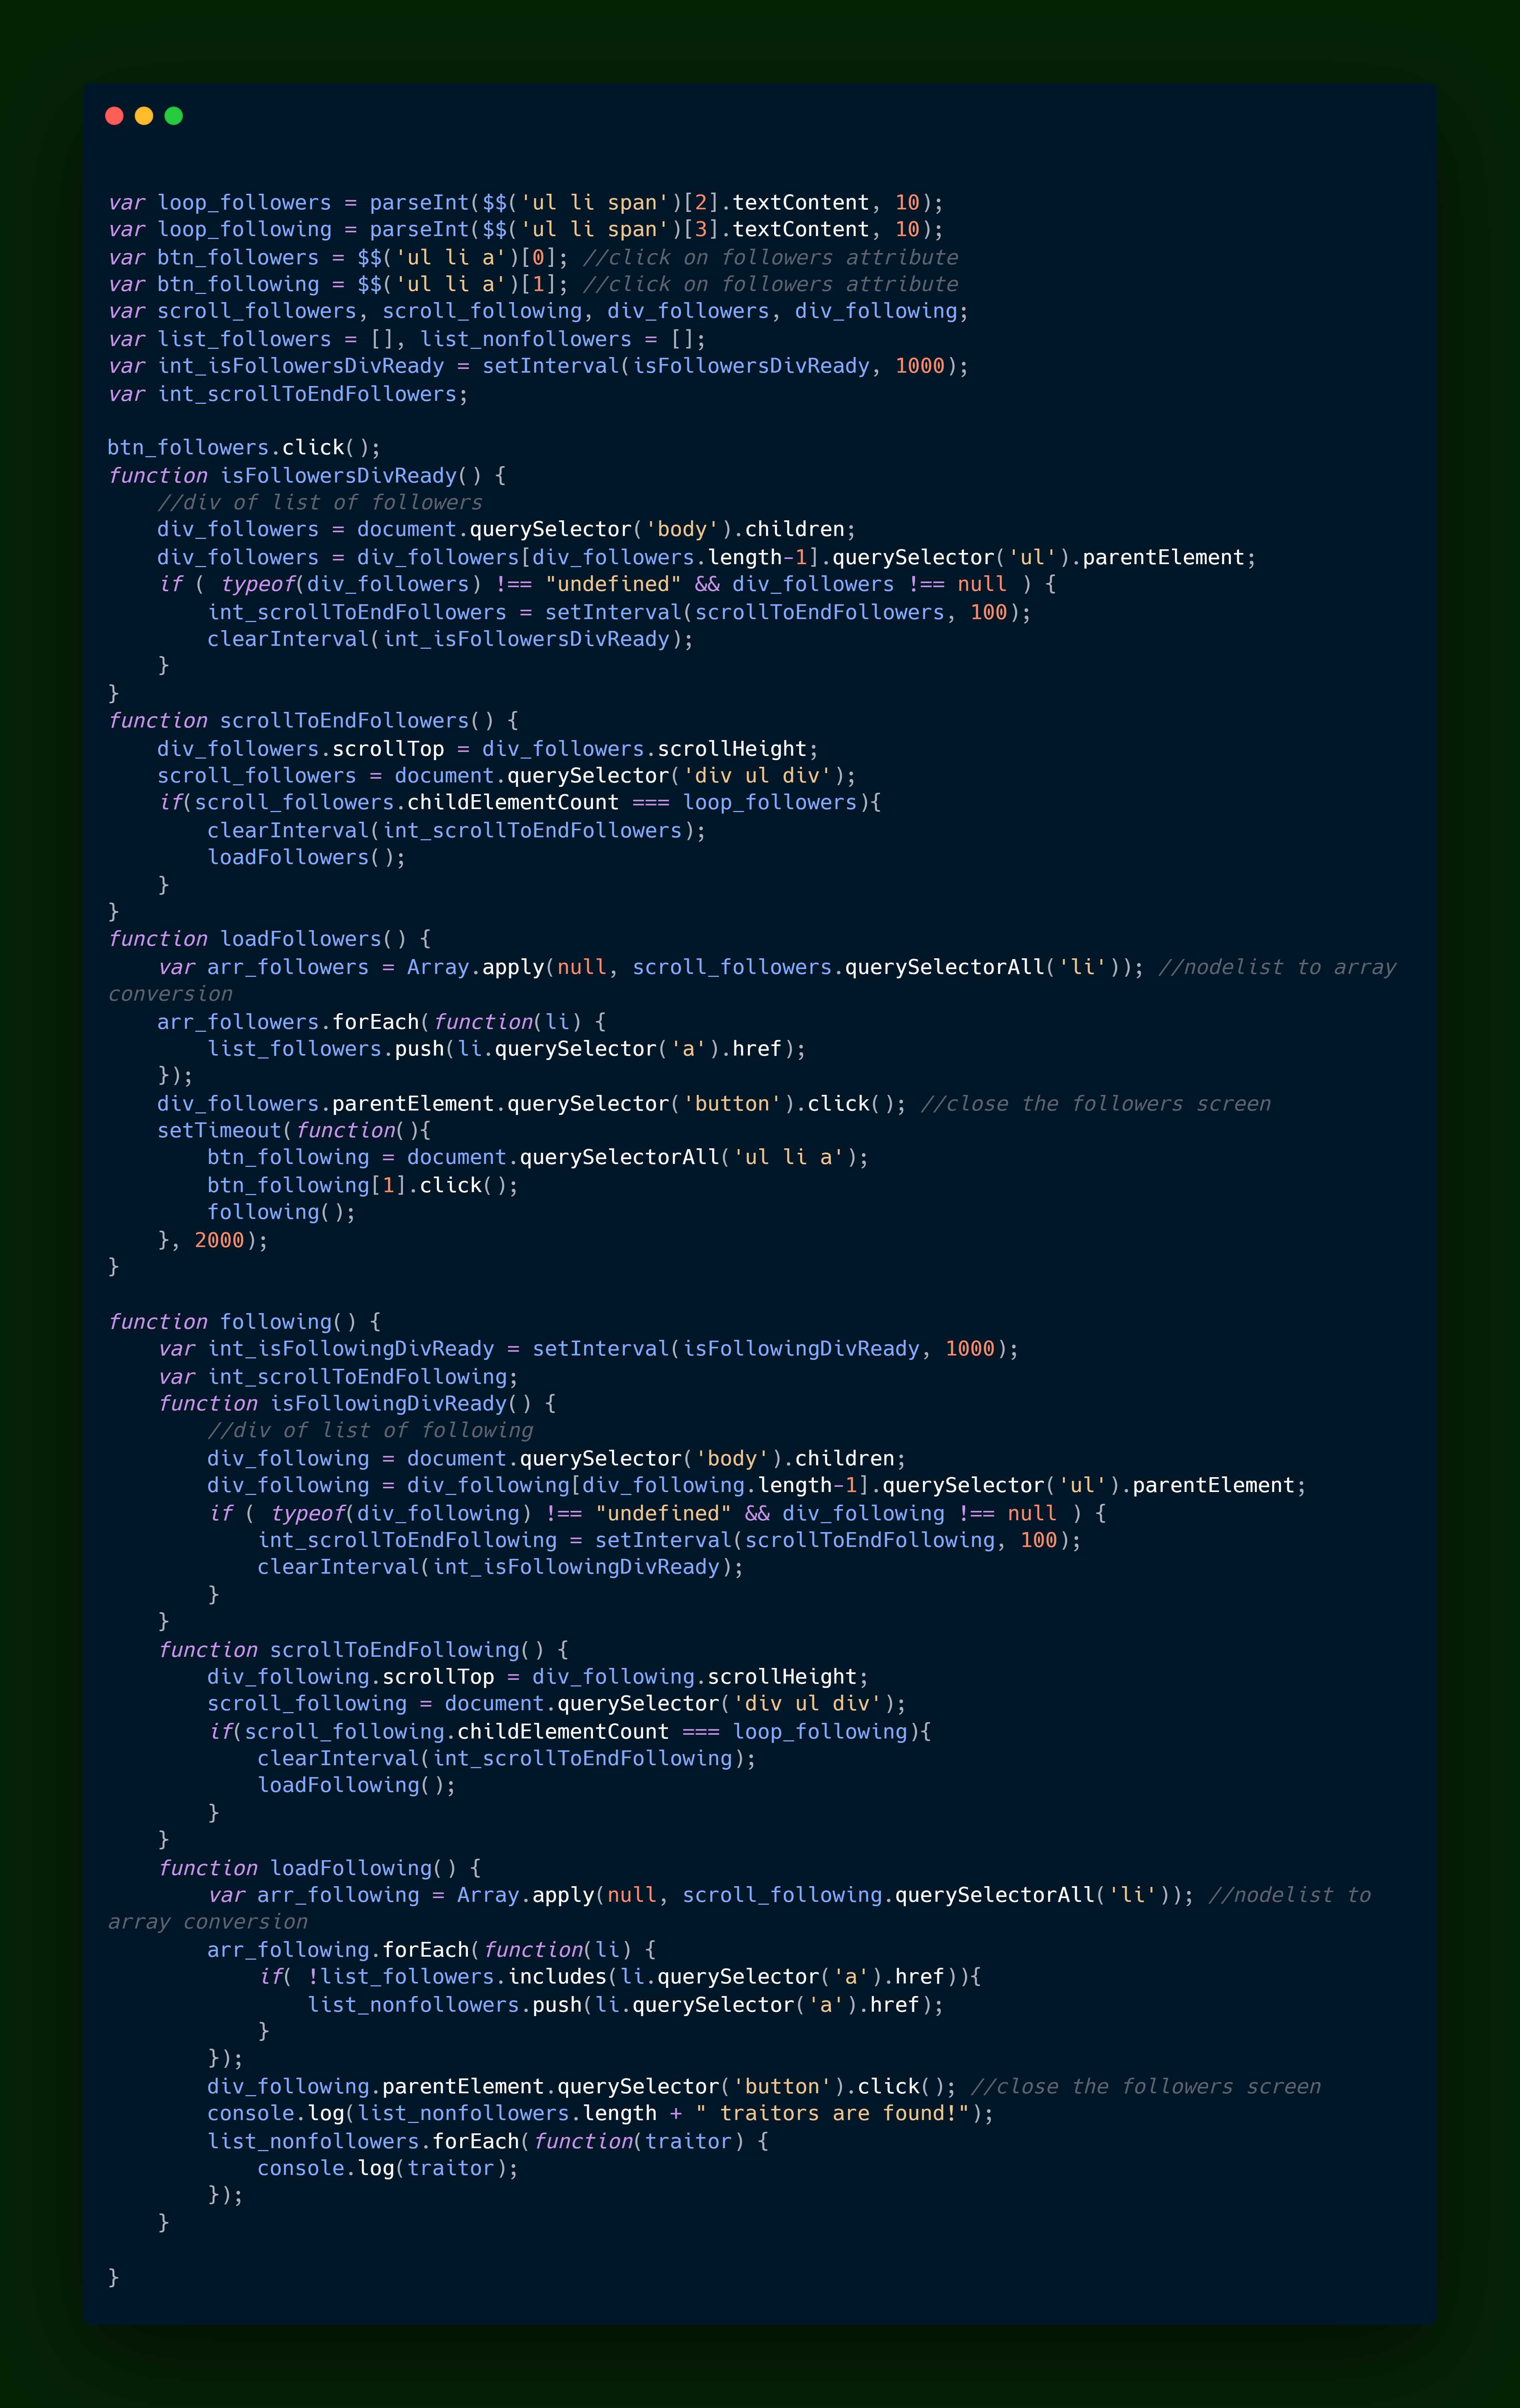 var loop_followers = parseInt($$('ul li span')[2].textContent, 10);
var loop_following = parseInt($$('ul li span')[3].textContent, 10);
var btn_followers = $$('ul li a')[0]; //click on followers attribute
var btn_following = $$('ul li a')[1]; //click on followers attribute
var scroll_followers, scroll_following, div_followers, div_following;
var list_followers = [], list_nonfollowers = [];
var int_isFollowersDivReady = setInterval(isFollowersDivReady, 1000);
var int_scrollToEndFollowers;

btn_followers.click();
function isFollowersDivReady() {
    //div of list of followers
    div_followers = document.querySelector('body').children;
    div_followers = div_followers[div_followers.length-1].querySelector('ul').parentElement;
    if ( typeof(div_followers) !== "undefined" && div_followers !== null ) {
        int_scrollToEndFollowers = setInterval(scrollToEndFollowers, 100);
        clearInterval(int_isFollowersDivReady);
    }
}
function scrollToEndFollowers() {
    div_followers.scrollTop = div_followers.scrollHeight;
    scroll_followers = document.querySelector('div ul div');
    if(scroll_followers.childElementCount === loop_followers){
        clearInterval(int_scrollToEndFollowers);
        loadFollowers();
    }
}
function loadFollowers() {
    var arr_followers = Array.apply(null, scroll_followers.querySelectorAll('li')); //nodelist to array
conversion
    arr_followers.forEach(function(li) {
        list_followers.push(li.querySelector('a').href);
    });
    div_followers.parentElement.querySelector('button').click(); //close the followers screen
    setTimeout(function(){
        btn_following = document.querySelectorAll('ul li a');
        btn_following[1].click();
        following();
    }, 2000);
}

function following() {
    var int_isFollowingDivReady = setInterval(isFollowingDivReady, 1000);
    var int_scrollToEndFollowing;
    function isFollowingDivReady() {
        //div of list of following
        div_following = document.querySelector('body').children;
        div_following = div_following[div_following.length-1].querySelector('ul').parentElement;
        if ( typeof(div_following) !== "undefined" && div_following !== null ) {
            int_scrollToEndFollowing = setInterval(scrollToEndFollowing, 100);
            clearInterval(int_isFollowingDivReady);
        }
    }
    function scrollToEndFollowing() {
        div_following.scrollTop = div_following.scrollHeight;
        scroll_following = document.querySelector('div ul div');
        if(scroll_following.childElementCount === loop_following){
            clearInterval(int_scrollToEndFollowing);
            loadFollowing();
        }
    }
    function loadFollowing() {
        var arr_following = Array.apply(null, scroll_following.querySelectorAll('li')); //nodelist to
array conversion
        arr_following.forEach(function(li) {
            if( !list_followers.includes(li.querySelector('a').href)){
                list_nonfollowers.push(li.querySelector('a').href);
            }
        });
        div_following.parentElement.querySelector('button').click(); //close the followers screen
        console.log(list_nonfollowers.length + " traitors are found!");
        list_nonfollowers.forEach(function(traitor) {
            console.log(traitor);
        });
    }

}